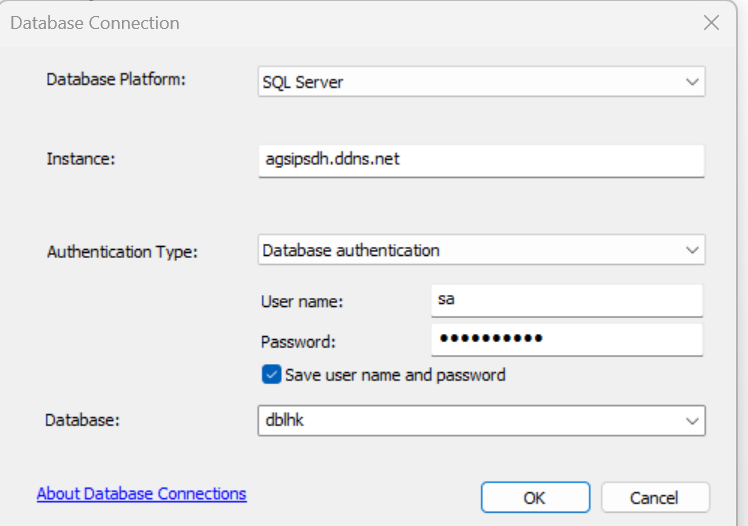 Database Connection
Database Platform: SQL Server
Instance: agsipsdh.ddns.net
Authentication Type: Database authentication
User name: sa
Password: ••••••••••
Save user name and password
Database: dblhk
About Database Connections OK Cancel